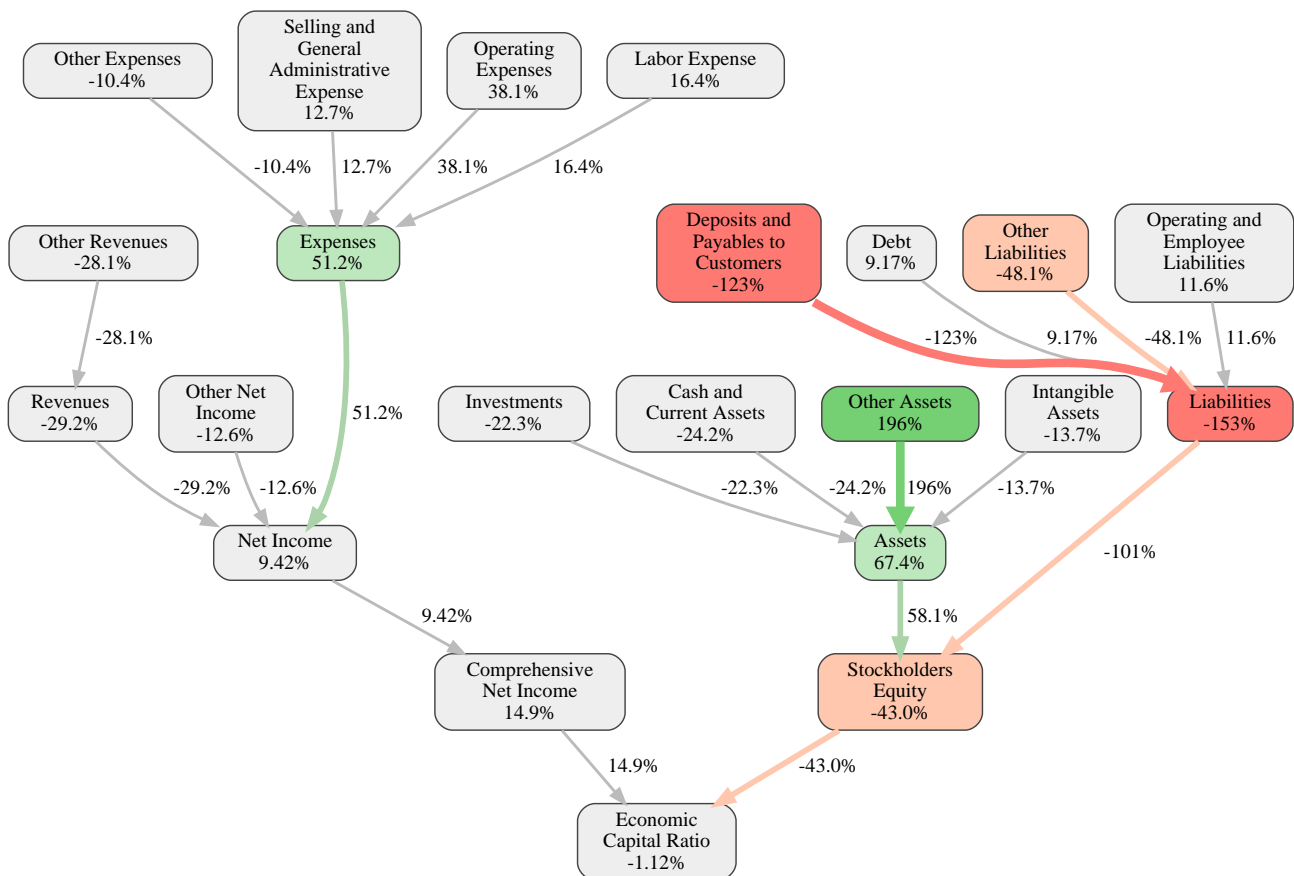 Other Expenses
-10.4%
Selling and
General
Administrative
Expense
12.7%
Operating
Expenses
38.1%
Labor Expense
16.4%
-10.4%
12.7%
38.1%
16.4%
Other Revenues
-28.1%
Expenses
51.2%
Deposits and
Payables to
Customers
-123%
Debt
9.17%
Other
Liabilities
-48.1%
Operating and
Employee
Liabilities
11.6%
-28.1%
-123%
9.17%
-48.1%
11.6%
Revenues
-29.2%
Other Net
Income
-12.6%
51.2%
Investments
-22.3%
Cash and
Current Assets
-24.2%
Other Assets
196%
Intangible
Assets
-13.7%
Liabilities
-153%
-29.2%
-12.6%
-22.3%
-24.2%
196%
-13.7%
Net Income
9.42%
Assets
67.4%
-101%
9.42%
58.1%
Comprehensive
Net Income
14.9%
Stockholders
Equity
-43.0%
14.9%
-43.0%
Economic
Capital Ratio
-1.12%